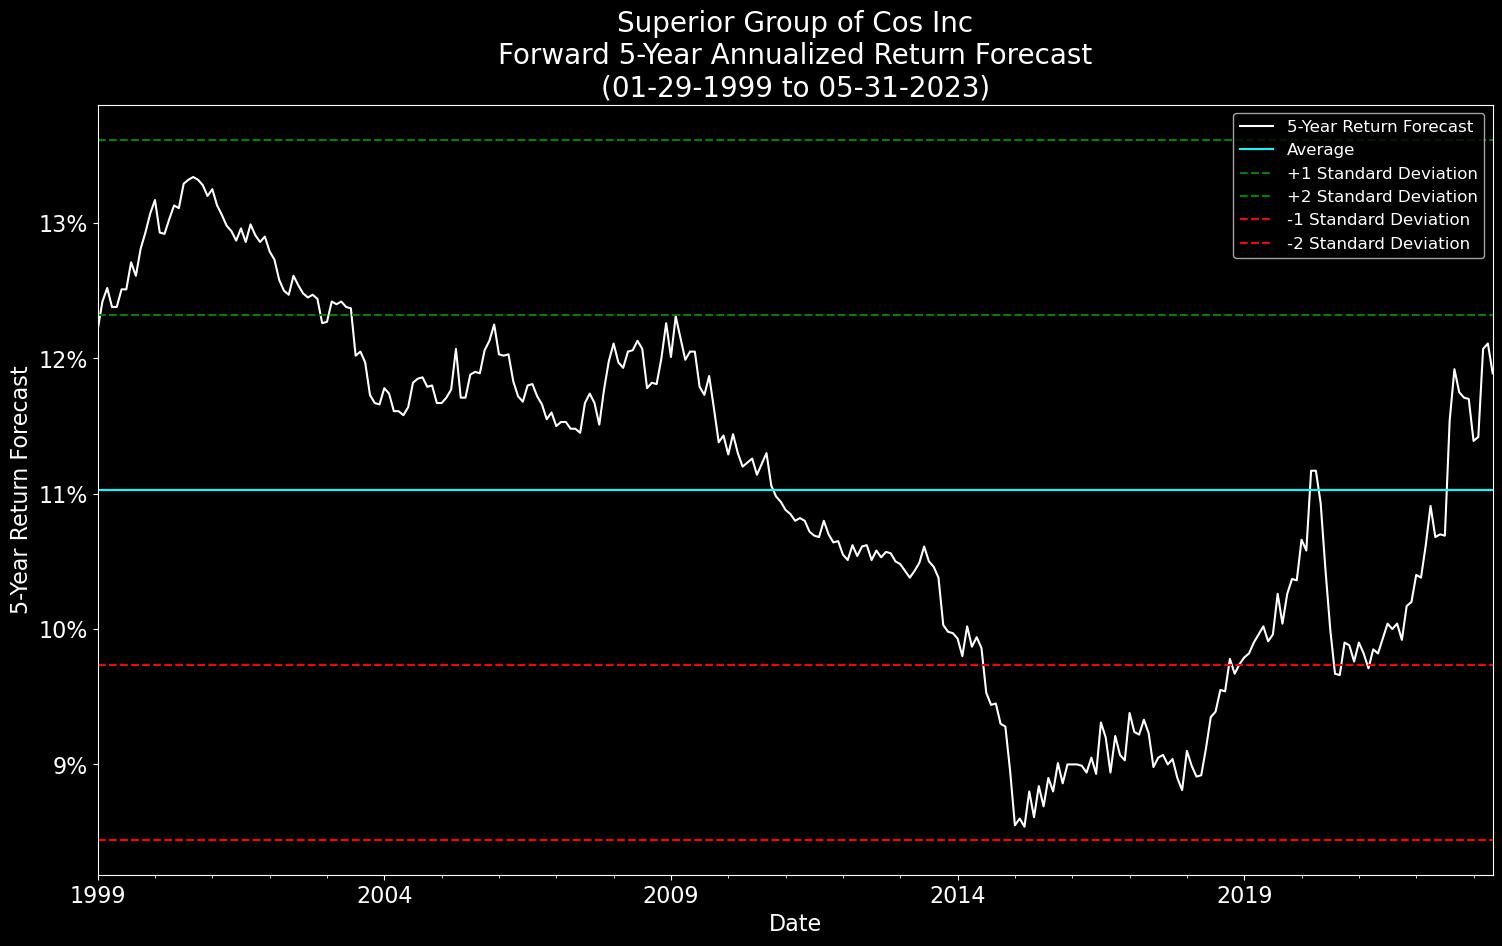 Superior Group of Cos Inc
Forward 5-Year Annualized Return Forecast
(01-29-1999 to 05-31-2023)
5-Year Return Forecast
Average
+1 Standard Deviation
+2 Standard Deviation
-1 Standard Deviation
-2 Standard Deviation
13%
12%
11%
10%
9%
5-Year Return Forecast
1999
2004
2009
2014
2019
Date